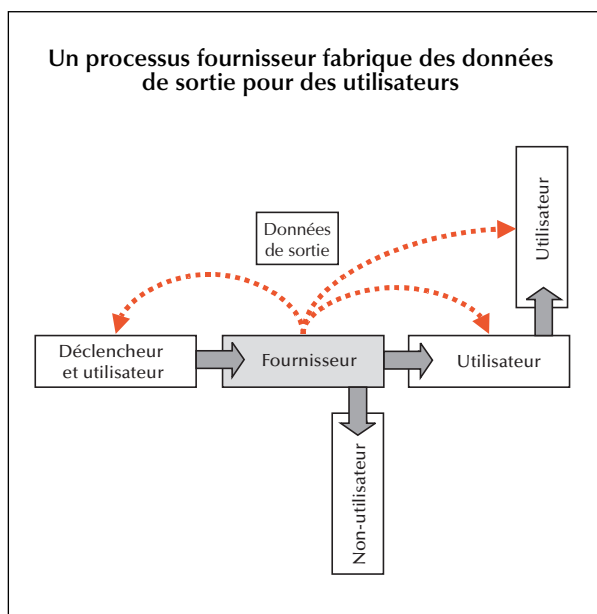 Un processus fournisseur fabrique des données
de sortie pour des utilisateurs
Utilisateur
Données
de sortie
Déclencheur
et utilisateur
Fournisseur
Utilisateur
Non-utilisateur